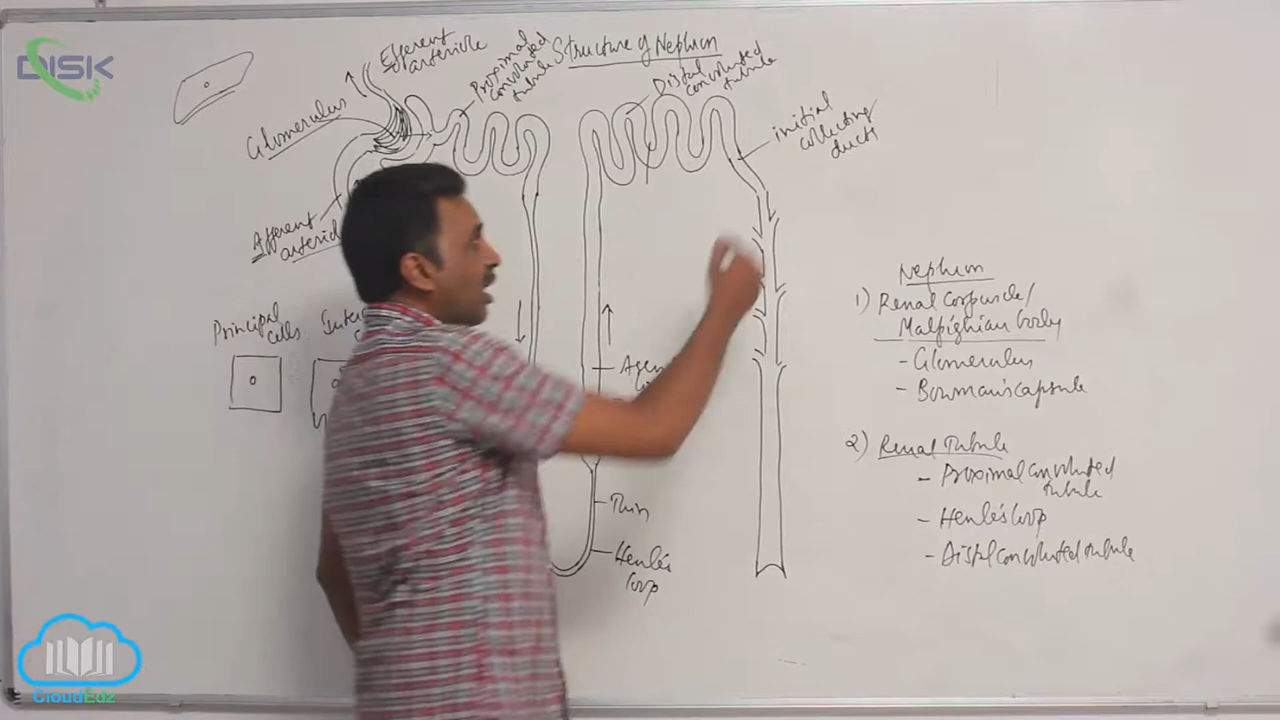 DISK
Structure of Nephron
Efferent
arteriole
Proximal
convoluted
tubule
Distal
convoluted
tubule
Glomerulus
initial
collecting
ducts
Afferent
Principal
cells
Thin
Henle's
loop
Nephron
1) Renal Corpuscle/
Malpighian body
- Glomerulus
- Bowman's capsule
2) Renal Tubule
- Proximal convoluted
tubule
- Henle's loop
- Distal convoluted tubule
CloudEdz